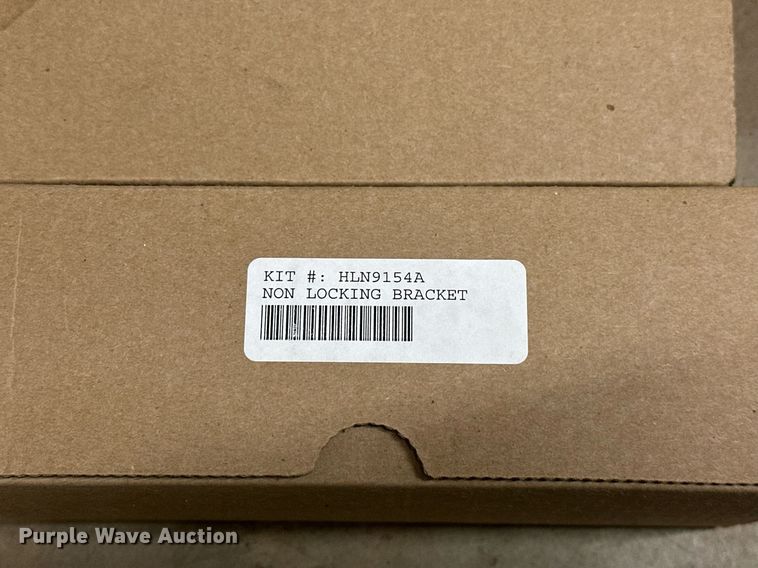 KIT #: HLN9154A
NON LOCKING BRACKET
Purple Wave Auction